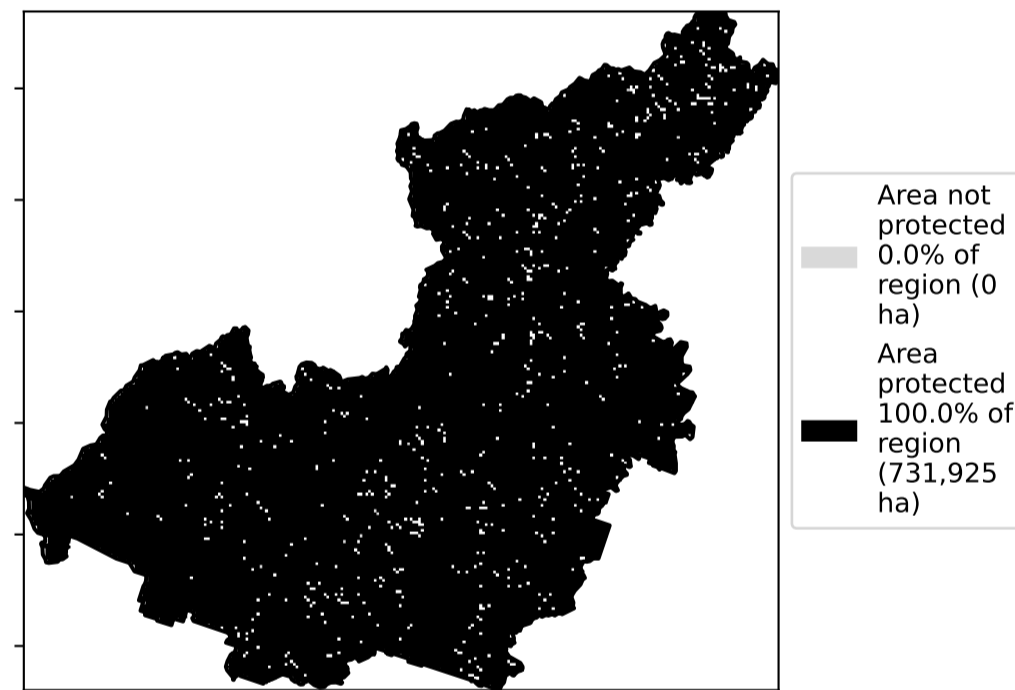 Area not
protected
0.0% of
region (0
ha)
Area
protected
100.0% of
region
(731,925
ha)